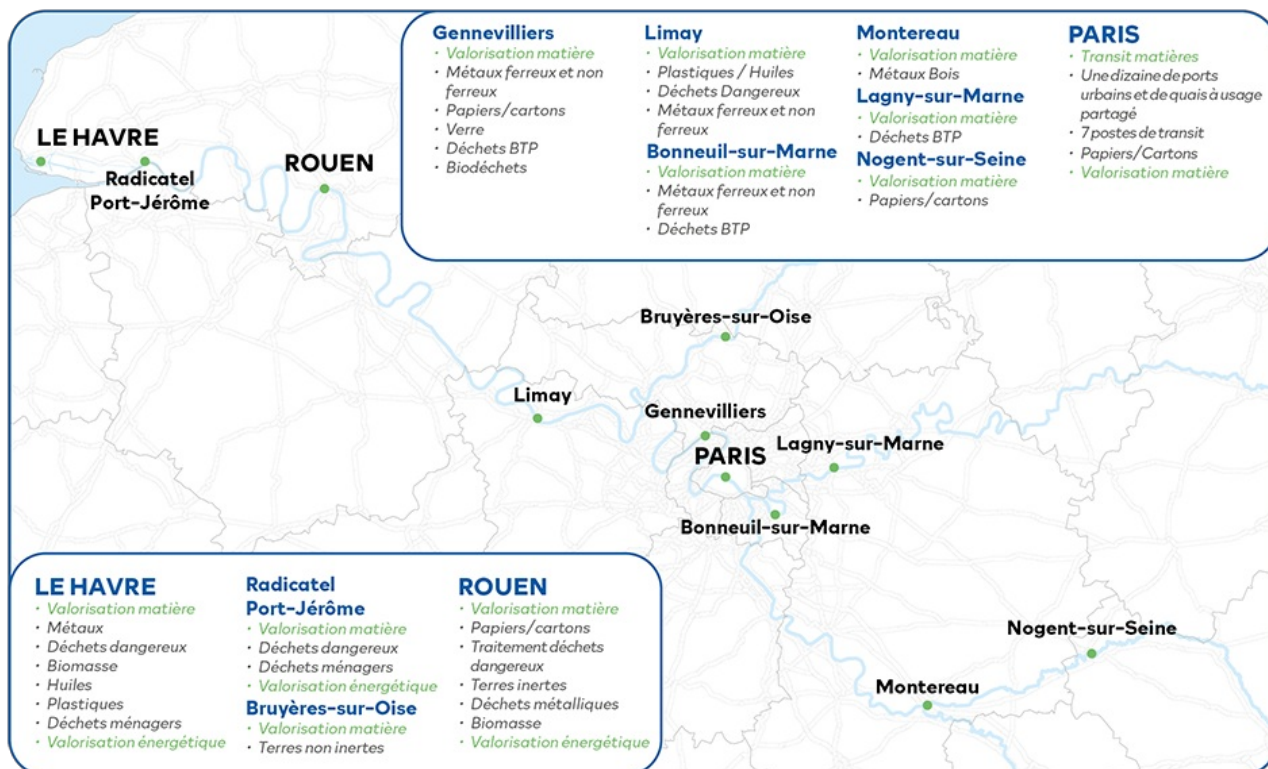 Gennevilliers
· Valorisation matière
· Métaux ferreux et non
ferreux
· Papiers/cartons
· Verre
· Déchets BTP
· Biodéchets
Limay
· Valorisation matière
· Plastiques / Huiles
· Déchets Dangereux
· Métaux ferreux et non
ferreux
Bonneuil-sur-Marne
· Valorisation matière
· Métaux ferreux et non
ferreux
· Déchets BTP
Montereau
· Valorisation matière
· Métaux Bois
Lagny-sur-Marne
· Valorisation matière
· Déchets BTP
Nogent-sur-Seine
· Valorisation matière
· Papiers/cartons
PARIS
· Transit matières
· Une dizaine de ports
urbains et de quais à usage
partagé
· 7 postes de transit
· Papiers/Cartons
· Valorisation matière
LE HAVRE
Radicatel
Port-Jérôme
ROUEN
Bruyères-sur-Oise
Limay
Gennevilliers
PARIS
Lagny-sur-Marne
Bonneuil-sur-Marne
Nogent-sur-Seine
Montereau
LE HAVRE
· Valorisation matière
· Métaux
· Déchets dangereux
· Biomasse
· Huiles
· Plastiques
· Déchets ménagers
· Valorisation énergétique
Radicatel
Port-Jérôme
· Valorisation matière
· Déchets dangereux
· Déchets ménagers
· Valorisation énergétique
Bruyères-sur-Oise
· Valorisation matière
· Terres non inertes
ROUEN
· Valorisation matière
· Papiers/cartons
· Traitement déchets
dangereux
· Terres inertes
· Déchets métalliques
· Biomasse
· Valorisation énergétique